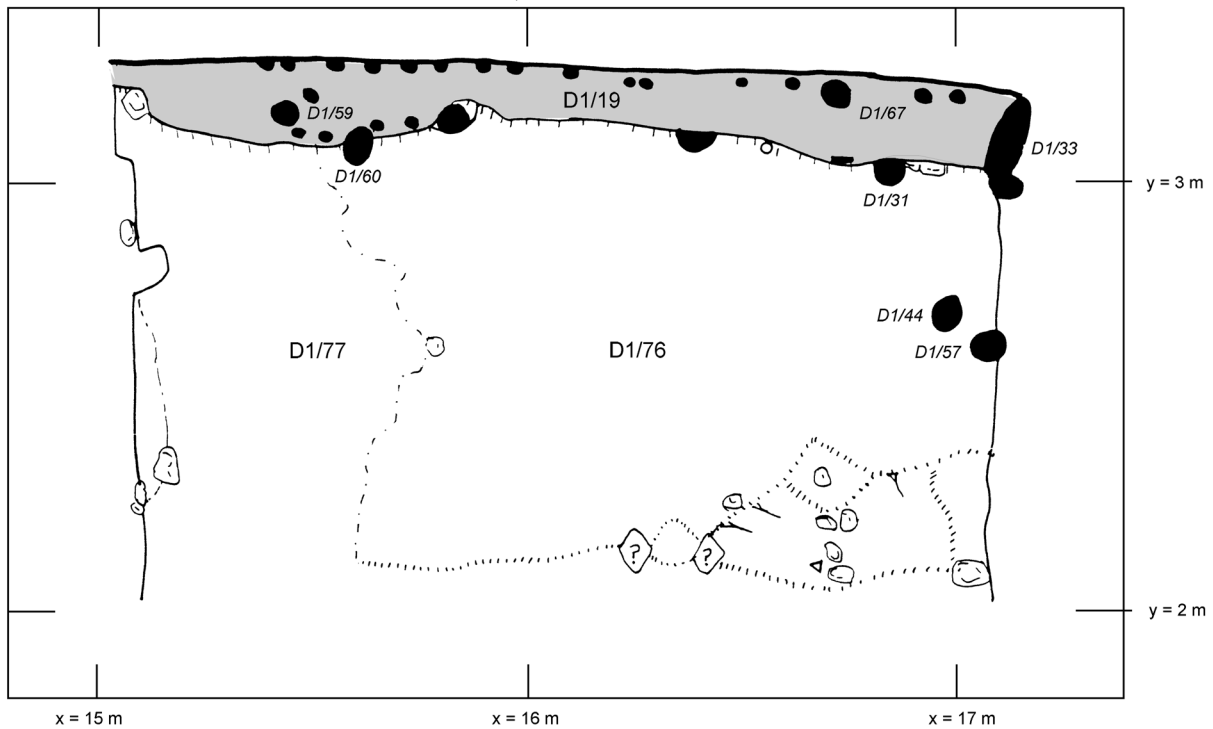 D1/19
D1/59
D1/67
D1/33
D1/60
D1/31
y = 3 m
D1/44
D1/57
D1/77
D1/76
?
?
y = 2 m
x = 15 m
x = 16 m
x = 17 m